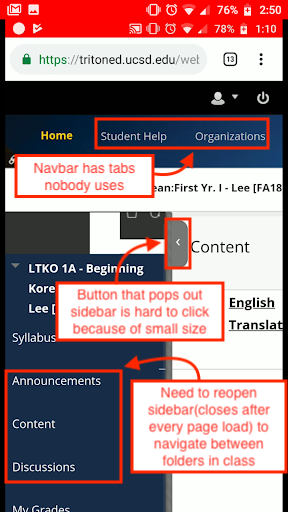 76% 2:50
78% 1:10
https://tritoned.ucsd.edu/web
13
Home Student Help Organizations
Navbar has tabs
nobody uses
ean:First Yr. I - Lee [FA18
Content
LTKO 1A - Beginning
Kore
Lee [
Button that pops out
sidebar is hard to click
because of small size
English
Translat
Syllabus
Announcements
Content
Discussions
Need to reopen
sidebar(closes after
every page load) to
navigate between
folders in class
My Grades